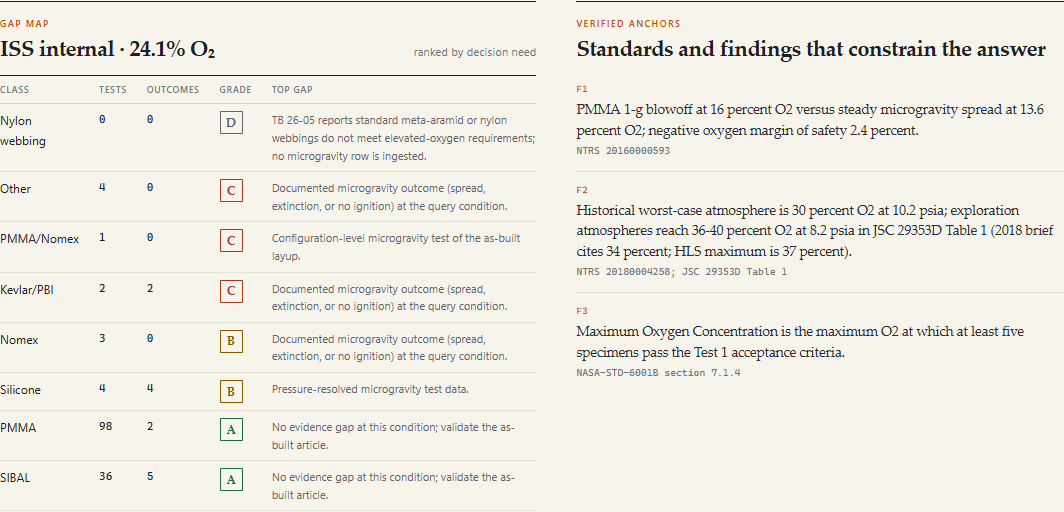 GAP MAP
ISS internal · 24.1% O₂
ranked by decision need
CLASS TESTS OUTCOMES GRADE TOP GAP
Nylon webbing 0 0 D TB 26-05 reports standard meta-aramid or nylon
webbings do not meet elevated-oxygen requirements;
no microgravity row is ingested.
Other 4 0 C Documented microgravity outcome (spread,
extinction, or no ignition) at the query condition.
PMMA/Nomex 1 0 C Configuration-level microgravity test of the as-built
layup.
Kevlar/PBI 2 2 C Documented microgravity outcome (spread,
extinction, or no ignition) at the query condition.
Nomex 3 0 B Documented microgravity outcome (spread,
extinction, or no ignition) at the query condition.
Silicone 4 4 B Pressure-resolved microgravity test data.
PMMA 98 2 A No evidence gap at this condition; validate the as-
built article.
SIBAL 36 5 A No evidence gap at this condition; validate the as-
built article.
VERIFIED ANCHORS
Standards and findings that constrain the answer
F1
PMMA 1-g blowoff at 16 percent O2 versus steady microgravity spread at 13.6
percent O2; negative oxygen margin of safety 2.4 percent.
NTRS 20160000593
F2
Historical worst-case atmosphere is 30 percent O2 at 10.2 psia; exploration
atmospheres reach 36-40 percent O2 at 8.2 psia in JSC 29353D Table 1 (2018 brief
cites 34 percent; HLS maximum is 37 percent).
NTRS 20180004258; JSC 29353D Table 1
F3
Maximum Oxygen Concentration is the maximum O2 at which at least five
specimens pass the Test 1 acceptance criteria.
NASA-STD-6001B section 7.1.4